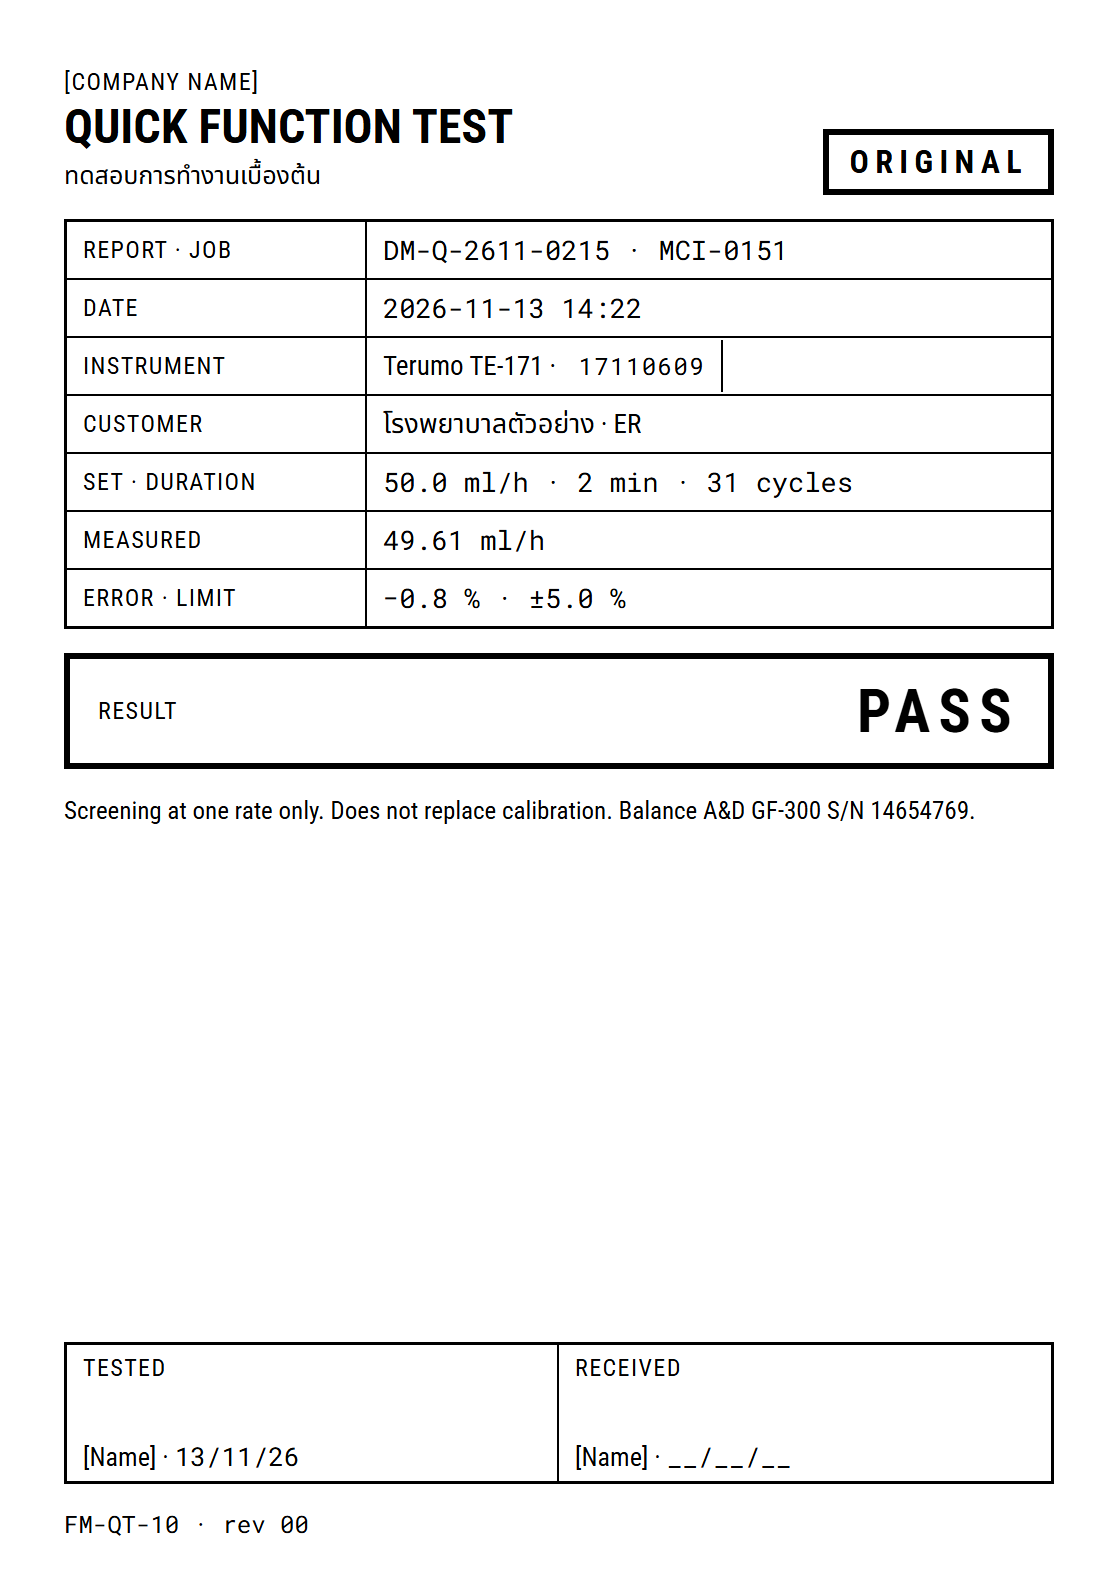 [COMPANY NAME]
QUICK FUNCTION TEST
ทดสอบการทำงานเบื้องต้น
ORIGINAL
REPORT · JOB DM-Q-2611-0215 · MCI-0151
DATE 2026-11-13 14:22
INSTRUMENT Terumo TE-171 · 17110609
CUSTOMER โรงพยาบาลตัวอย่าง · ER
SET · DURATION 50.0 ml/h · 2 min · 31 cycles
MEASURED 49.61 ml/h
ERROR · LIMIT −0.8 % · ±5.0 %
RESULT PASS
Screening at one rate only. Does not replace calibration. Balance A&D GF-300 S/N 14654769.
TESTED
[Name] · 13/11/26
RECEIVED
[Name] · __/__/__
FM-QT-10 · rev 00